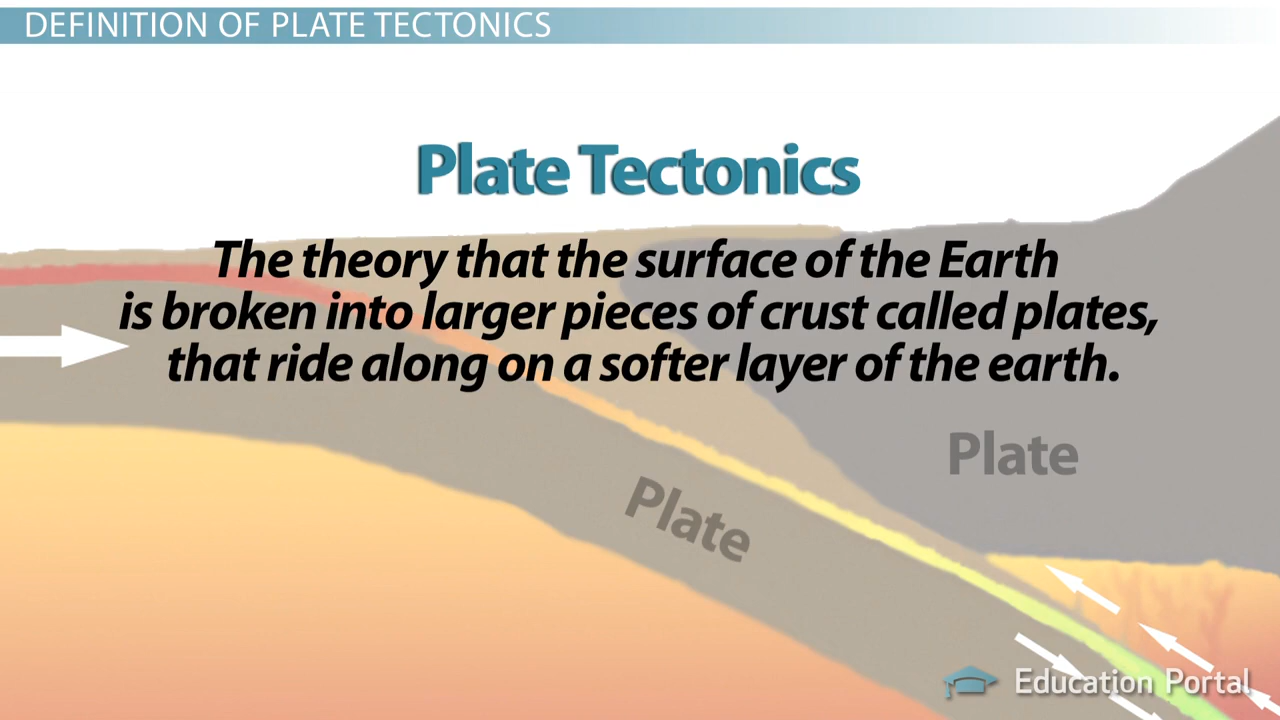 DEFINITION OF PLATE TECTONICS
Plate Tectonics
The theory that the surface of the Earth
is broken into larger pieces of crust called plates,
that ride along on a softer layer of the earth.
Plate
Plate
Education Portal